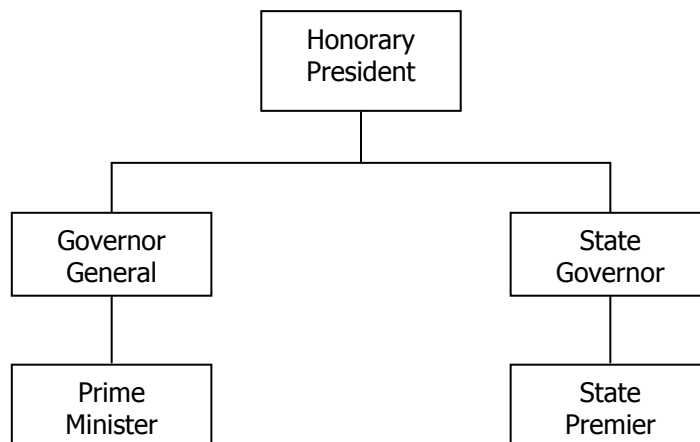 Honorary
President
Governor
General
State
Governor
Prime
Minister
State
Premier